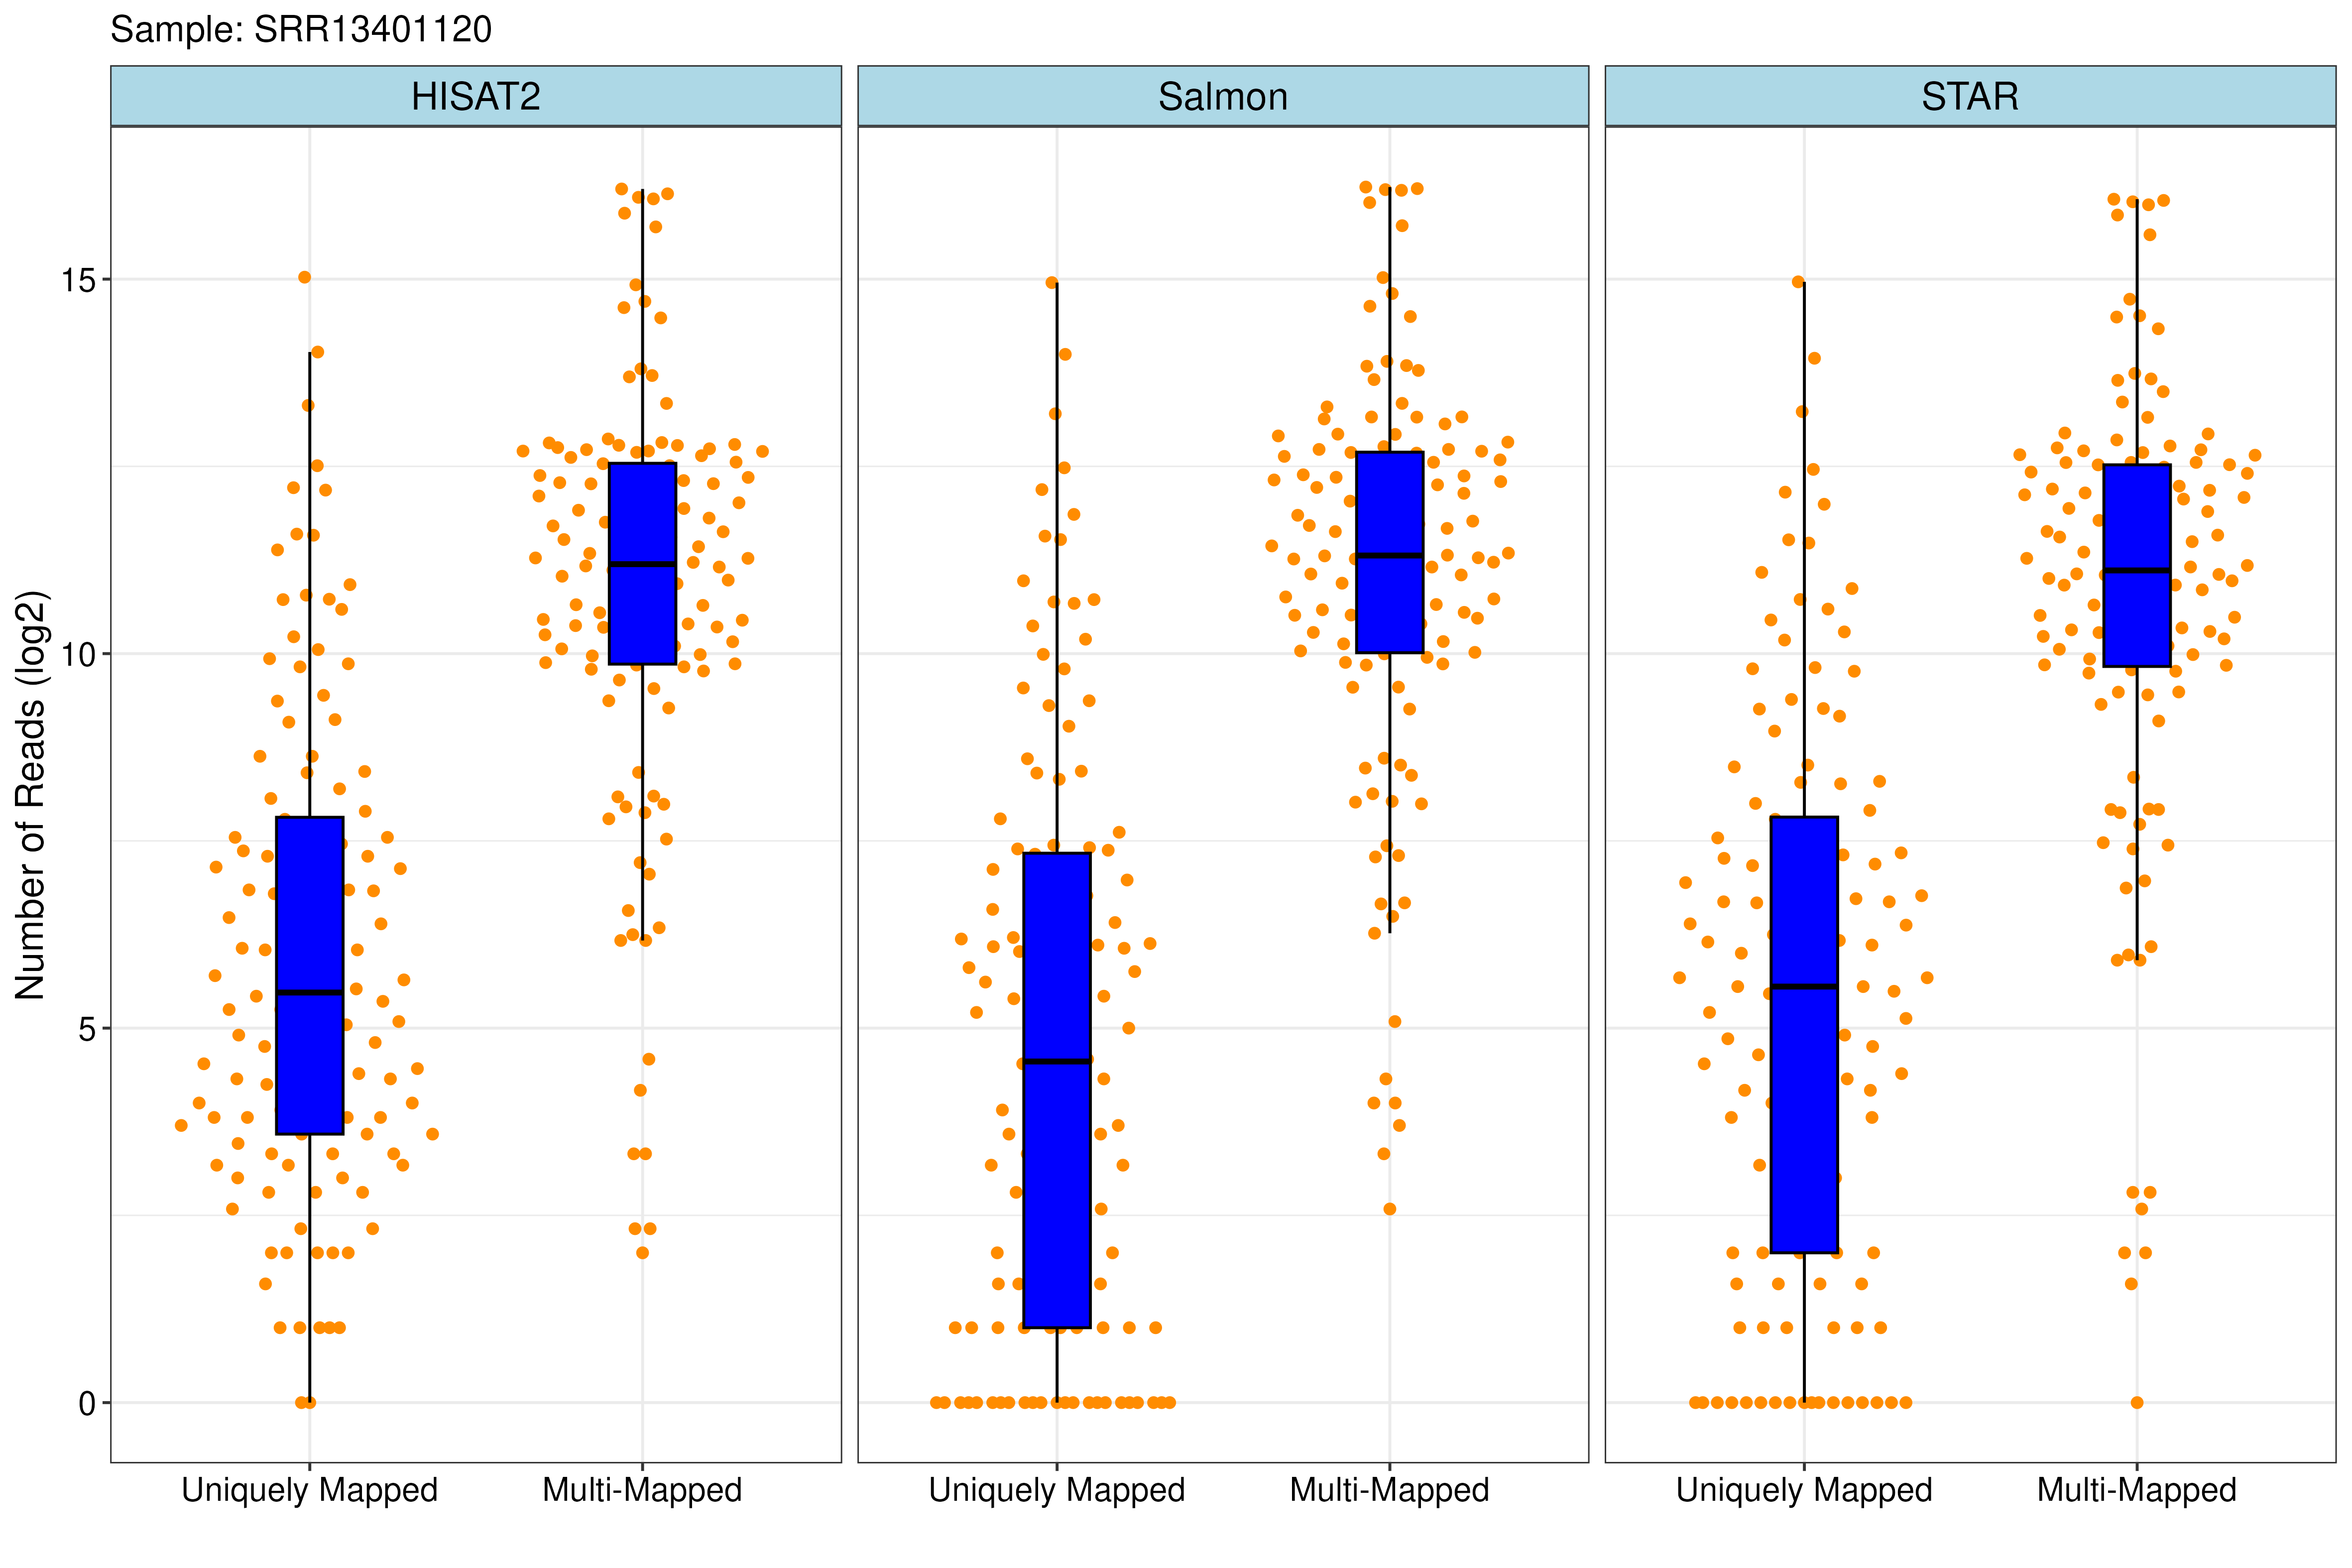 Sample: SRR13401120
HISAT2 Salmon STAR
Number of Reads (log2)
15
10
5
0
Uniquely Mapped Multi-Mapped Uniquely Mapped Multi-Mapped Uniquely Mapped Multi-Mapped